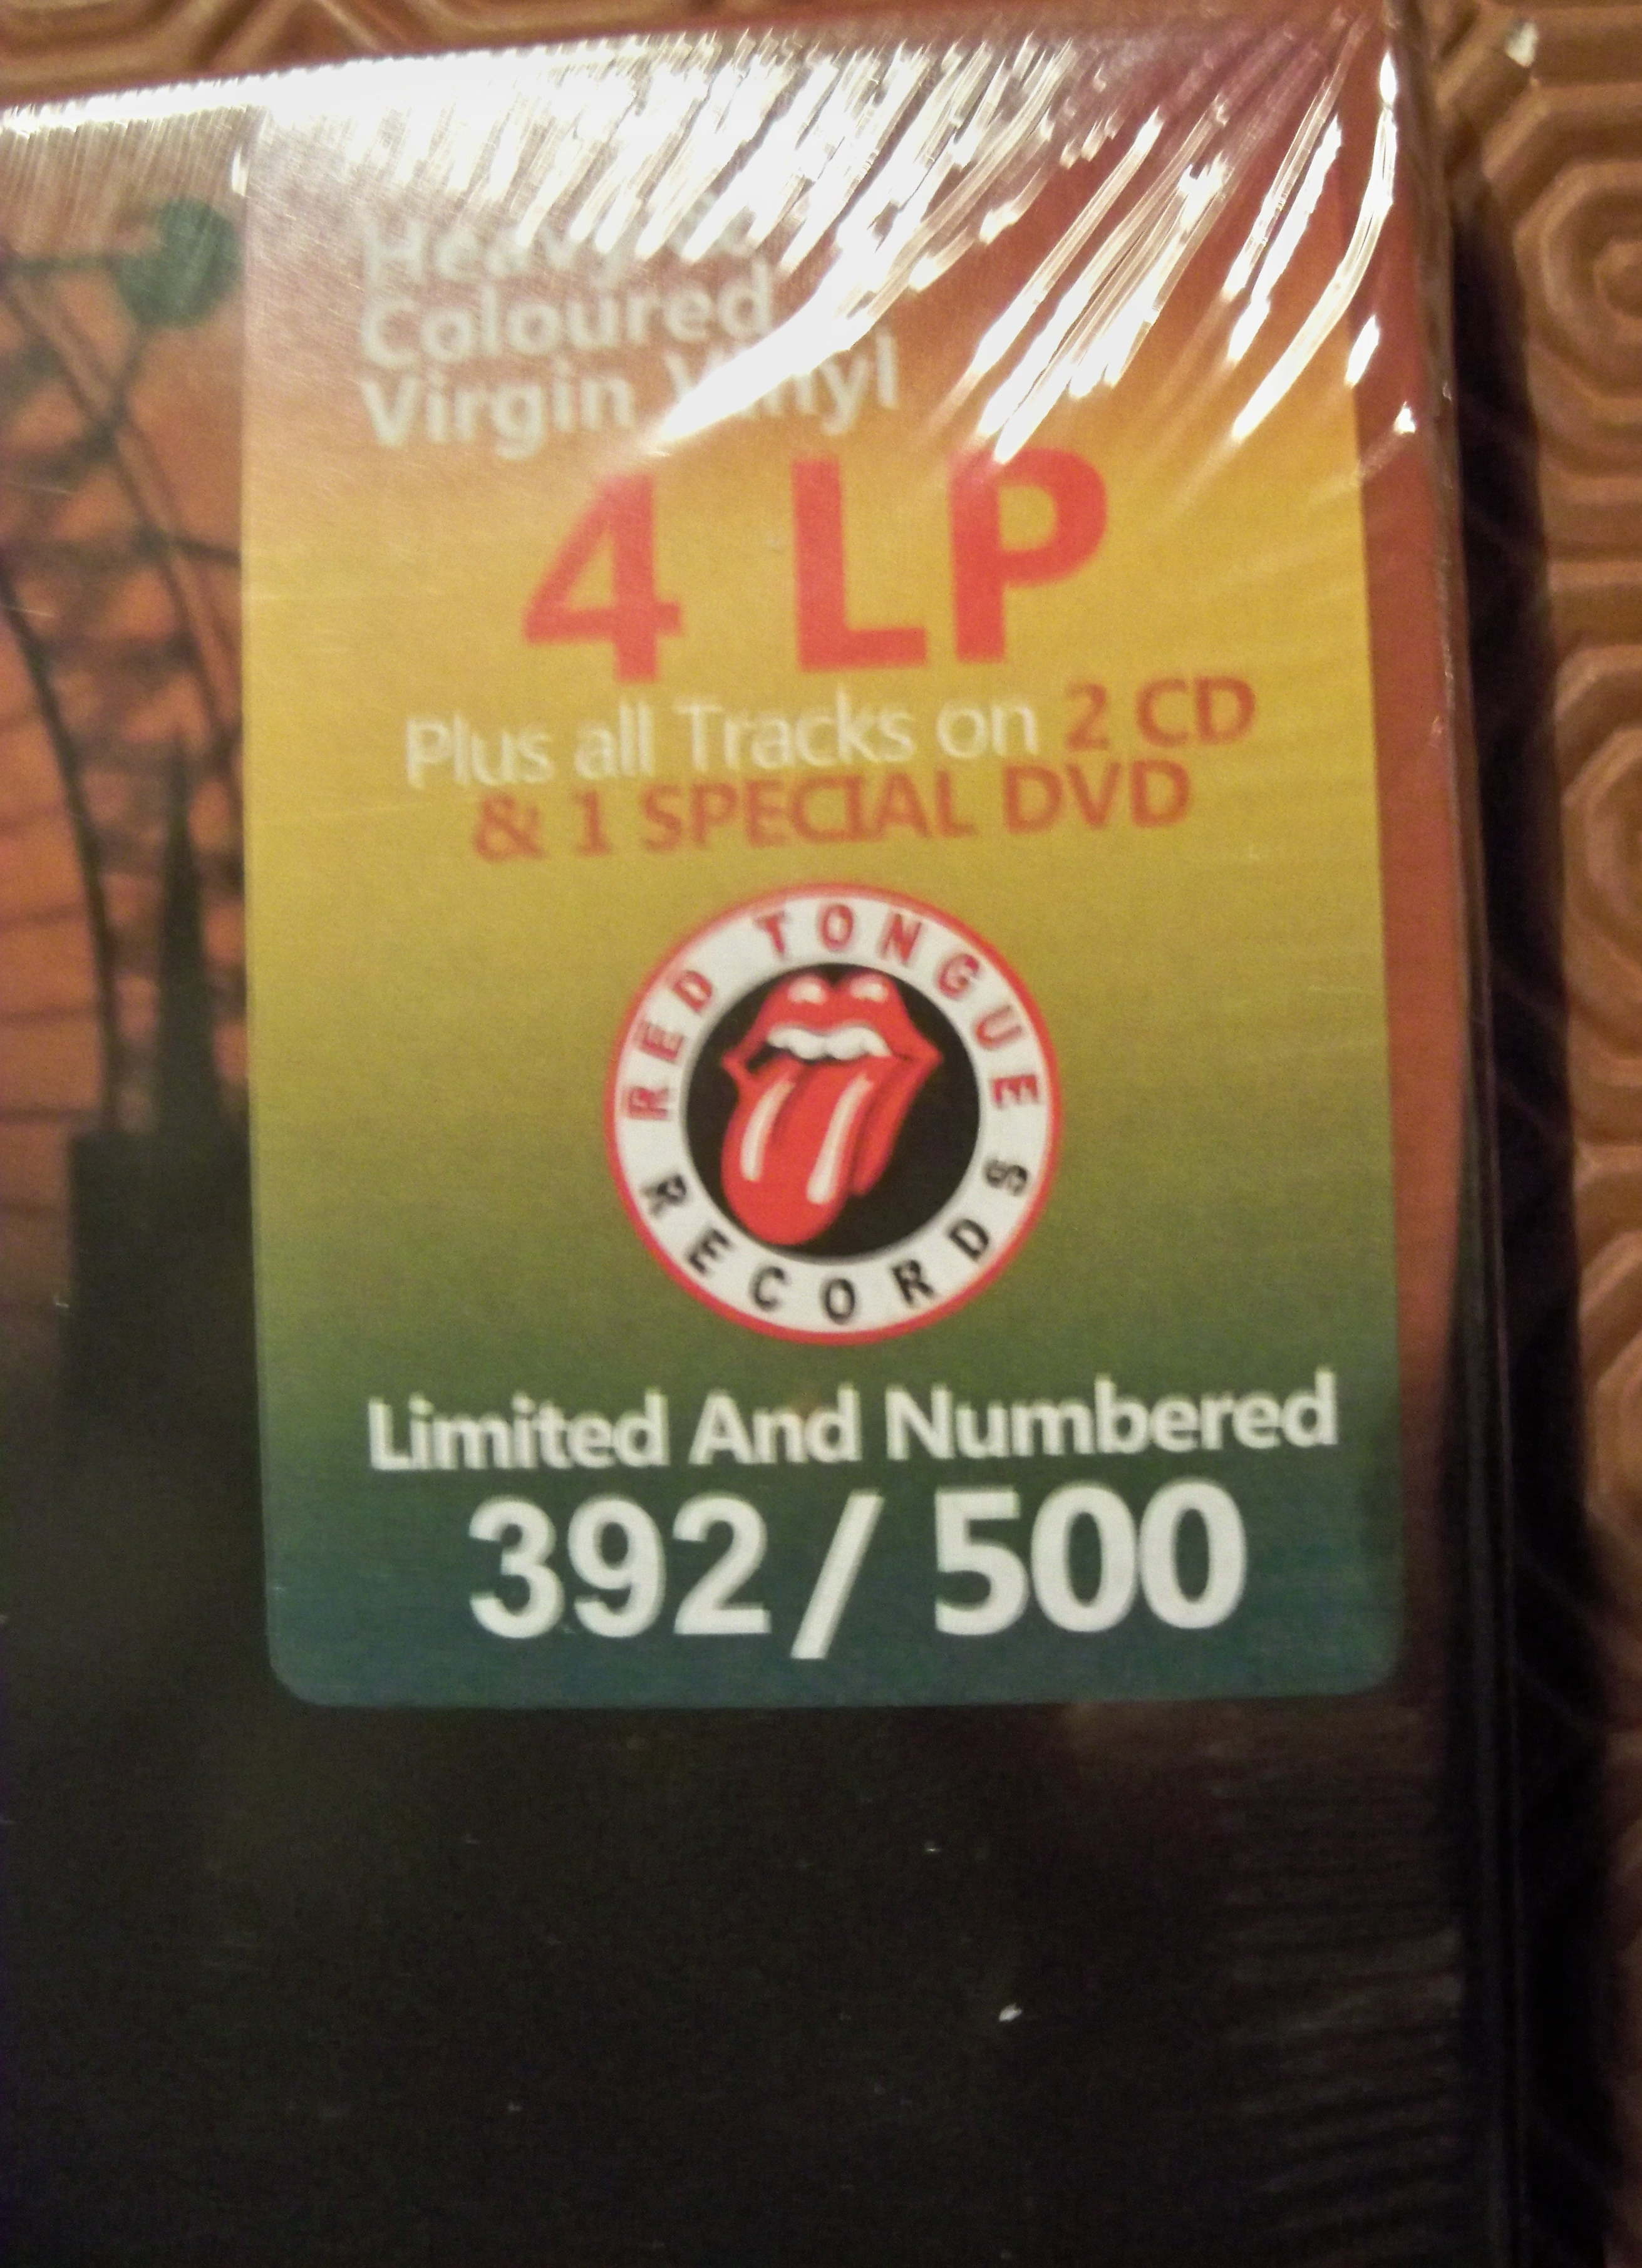 Coloured
Virgin Vinyl
4 LP
Plus all Tracks on 2 CD
& 1 SPECIAL DVD
RED TONGUE
RECORDS
Limited And Numbered
392 / 500